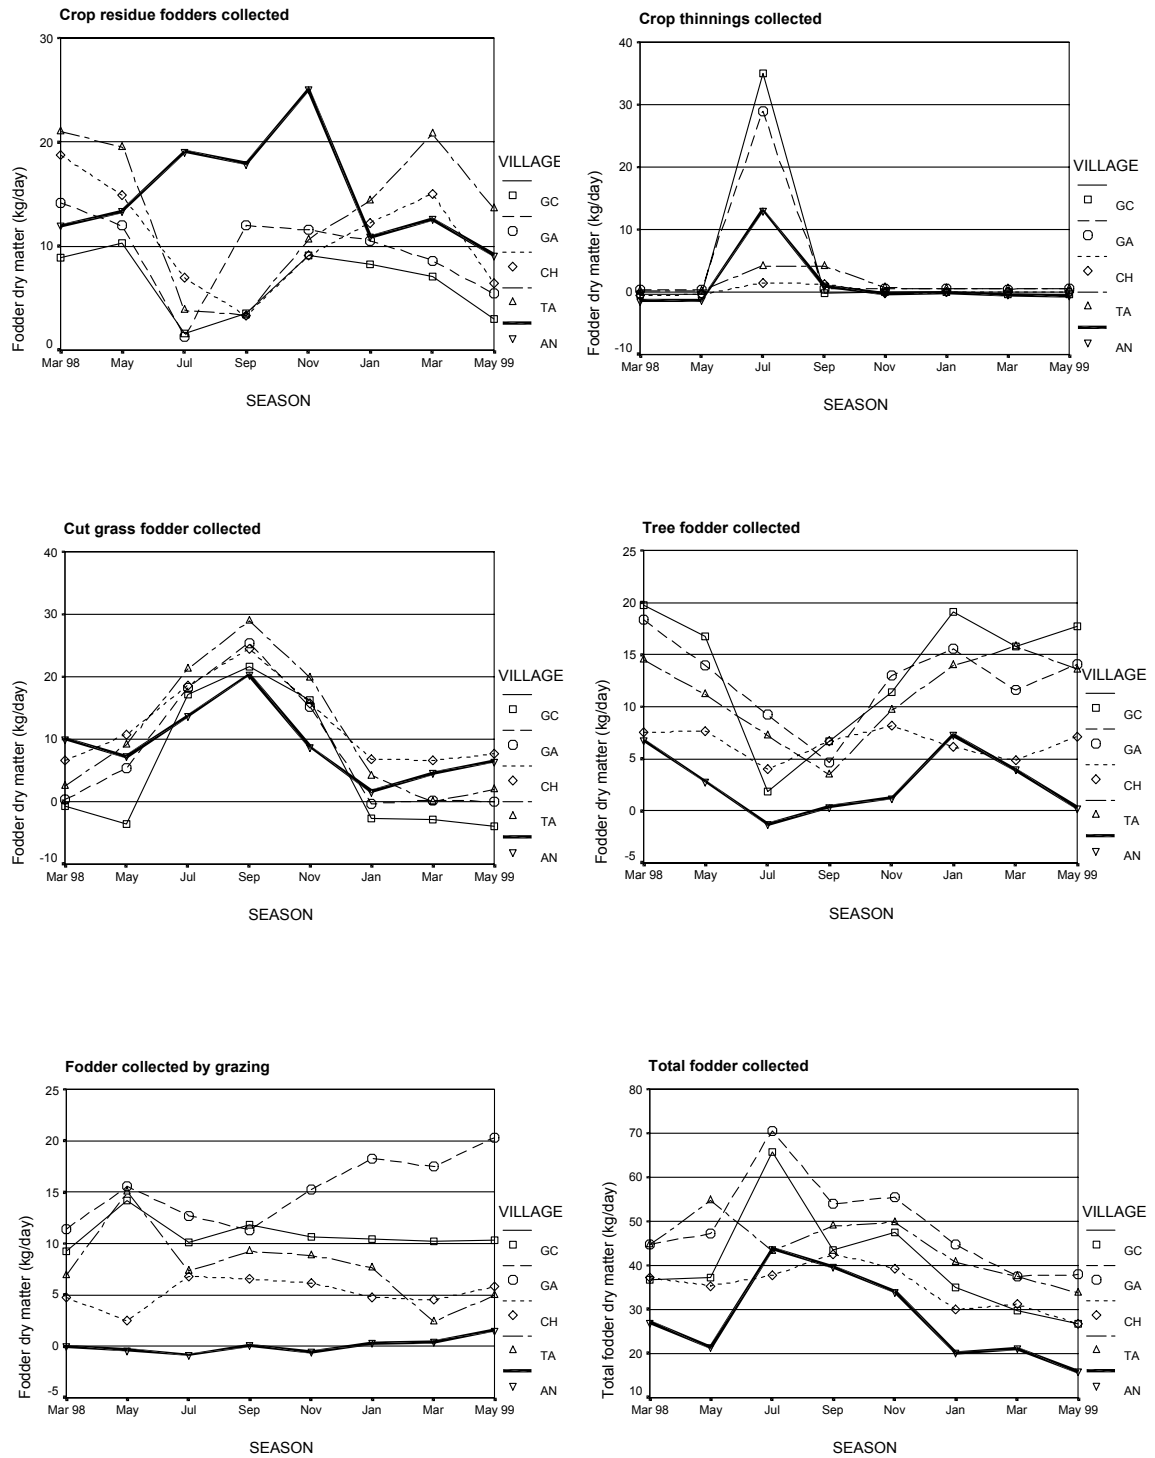 Crop residue fodders collected
Fodder dry matter (kg/day)
30
20
10
0
Mar 98 May Jul Sep Nov Jan Mar May 99
SEASON
VILLAGE
GC
GA
CH
TA
AN
Crop thinnings collected
Fodder dry matter (kg/day)
40
30
20
10
0
-10
Mar 98 May Jul Sep Nov Jan Mar May 99
SEASON
VILLAGE
GC
GA
CH
TA
AN
Cut grass fodder collected
Fodder dry matter (kg/day)
40
30
20
10
0
-10
Mar 98 May Jul Sep Nov Jan Mar May 99
SEASON
VILLAGE
GC
GA
CH
TA
AN
Tree fodder collected
Fodder dry matter (kg/day)
25
20
15
10
5
0
-5
Mar 98 May Jul Sep Nov Jan Mar May 99
SEASON
VILLAGE
GC
GA
CH
TA
AN
Fodder collected by grazing
Fodder dry matter (kg/day)
25
20
15
10
5
0
-5
Mar 98 May Jul Sep Nov Jan Mar May 99
SEASON
VILLAGE
GC
GA
CH
TA
AN
Total fodder collected
Total fodder dry matter (kg/day)
80
70
60
50
40
30
20
10
Mar 98 May Jul Sep Nov Jan Mar May 99
SEASON
VILLAGE
GC
GA
CH
TA
AN